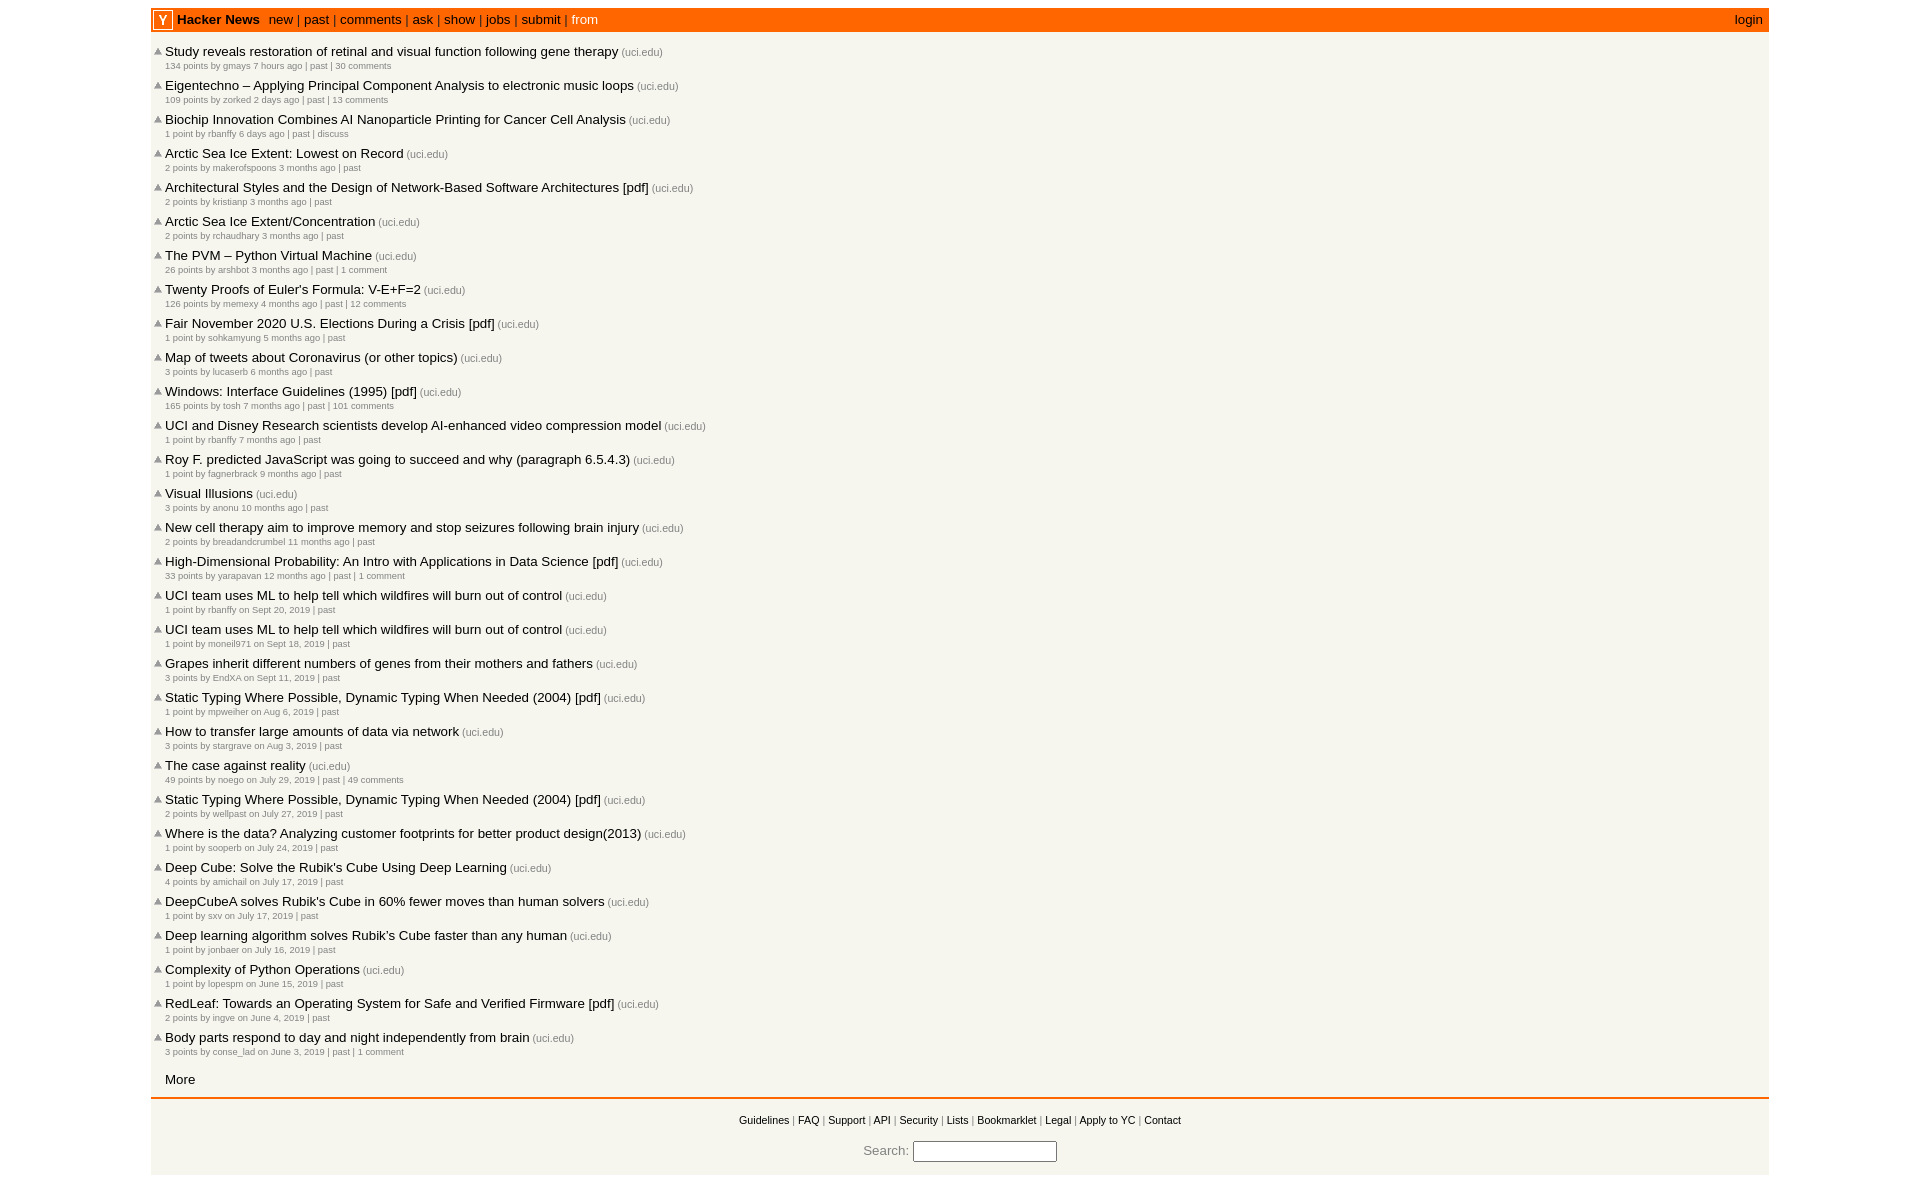 Y Hacker News new | past | comments | ask | show | jobs | submit | from login
Study reveals restoration of retinal and visual function following gene therapy (uci.edu)
134 points by gmays 7 hours ago | past | 30 comments
Eigentechno – Applying Principal Component Analysis to electronic music loops (uci.edu)
109 points by zorked 2 days ago | past | 13 comments
Biochip Innovation Combines AI Nanoparticle Printing for Cancer Cell Analysis (uci.edu)
1 point by rbanffy 6 days ago | past | discuss
Arctic Sea Ice Extent: Lowest on Record (uci.edu)
2 points by makerofspoons 3 months ago | past
Architectural Styles and the Design of Network-Based Software Architectures [pdf] (uci.edu)
2 points by kristianp 3 months ago | past
Arctic Sea Ice Extent/Concentration (uci.edu)
2 points by rchaudhary 3 months ago | past
The PVM – Python Virtual Machine (uci.edu)
26 points by arshbot 3 months ago | past | 1 comment
Twenty Proofs of Euler's Formula: V-E+F=2 (uci.edu)
126 points by memexy 4 months ago | past | 12 comments
Fair November 2020 U.S. Elections During a Crisis [pdf] (uci.edu)
1 point by sohkamyung 5 months ago | past
Map of tweets about Coronavirus (or other topics) (uci.edu)
3 points by lucaserb 6 months ago | past
Windows: Interface Guidelines (1995) [pdf] (uci.edu)
165 points by tosh 7 months ago | past | 101 comments
UCI and Disney Research scientists develop AI-enhanced video compression model (uci.edu)
1 point by rbanffy 7 months ago | past
Roy F. predicted JavaScript was going to succeed and why (paragraph 6.5.4.3) (uci.edu)
1 point by fagnerbrack 9 months ago | past
Visual Illusions (uci.edu)
3 points by anonu 10 months ago | past
New cell therapy aim to improve memory and stop seizures following brain injury (uci.edu)
2 points by breadandcrumbel 11 months ago | past
High-Dimensional Probability: An Intro with Applications in Data Science [pdf] (uci.edu)
33 points by yarapavan 12 months ago | past | 1 comment
UCI team uses ML to help tell which wildfires will burn out of control (uci.edu)
1 point by rbanffy on Sept 20, 2019 | past
UCI team uses ML to help tell which wildfires will burn out of control (uci.edu)
1 point by moneil971 on Sept 18, 2019 | past
Grapes inherit different numbers of genes from their mothers and fathers (uci.edu)
3 points by EndXA on Sept 11, 2019 | past
Static Typing Where Possible, Dynamic Typing When Needed (2004) [pdf] (uci.edu)
1 point by mpweiher on Aug 6, 2019 | past
How to transfer large amounts of data via network (uci.edu)
3 points by stargrave on Aug 3, 2019 | past
The case against reality (uci.edu)
49 points by noego on July 29, 2019 | past | 49 comments
Static Typing Where Possible, Dynamic Typing When Needed (2004) [pdf] (uci.edu)
2 points by wellpast on July 27, 2019 | past
Where is the data? Analyzing customer footprints for better product design(2013) (uci.edu)
1 point by sooperb on July 24, 2019 | past
Deep Cube: Solve the Rubik's Cube Using Deep Learning (uci.edu)
4 points by amichail on July 17, 2019 | past
DeepCubeA solves Rubik's Cube in 60% fewer moves than human solvers (uci.edu)
1 point by sxv on July 17, 2019 | past
Deep learning algorithm solves Rubik’s Cube faster than any human (uci.edu)
1 point by jonbaer on July 16, 2019 | past
Complexity of Python Operations (uci.edu)
1 point by lopespm on June 15, 2019 | past
RedLeaf: Towards an Operating System for Safe and Verified Firmware [pdf] (uci.edu)
2 points by ingve on June 4, 2019 | past
Body parts respond to day and night independently from brain (uci.edu)
3 points by conse_lad on June 3, 2019 | past | 1 comment
More
Guidelines | FAQ | Support | API | Security | Lists | Bookmarklet | Legal | Apply to YC | Contact
Search: